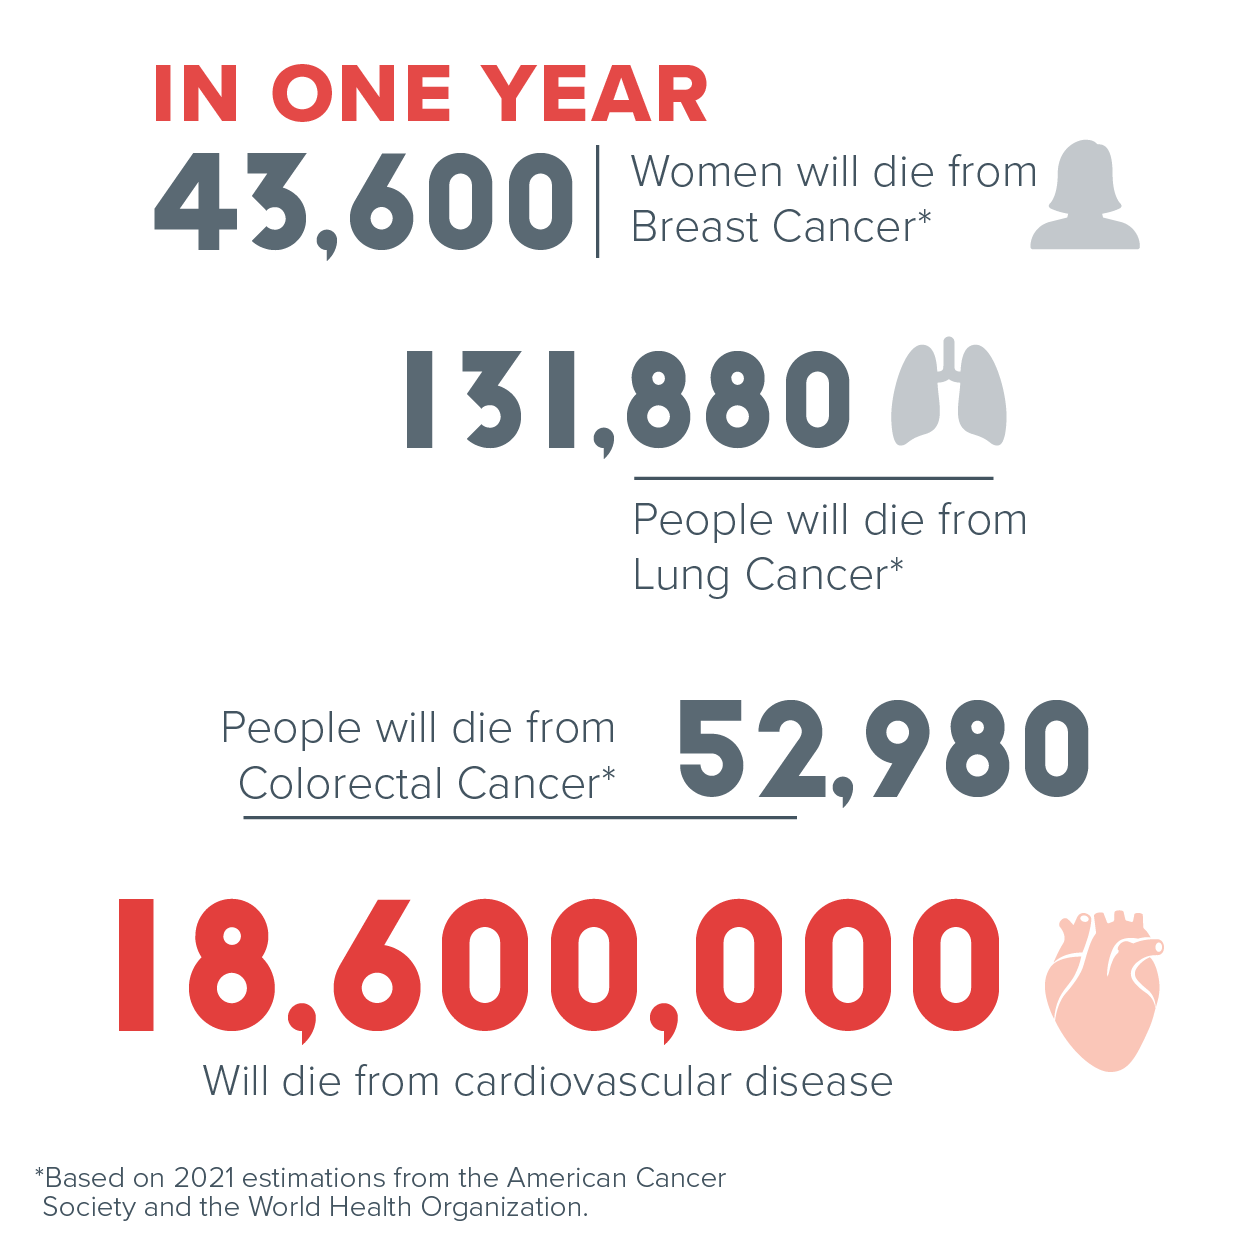 IN ONE YEAR
43,600
Women will die from
Breast Cancer*
131,880
People will die from
Lung Cancer*
People will die from
Colorectal Cancer*
52,980
18,600,000
Will die from cardiovascular disease
*Based on 2021 estimations from the American Cancer
Society and the World Health Organization.